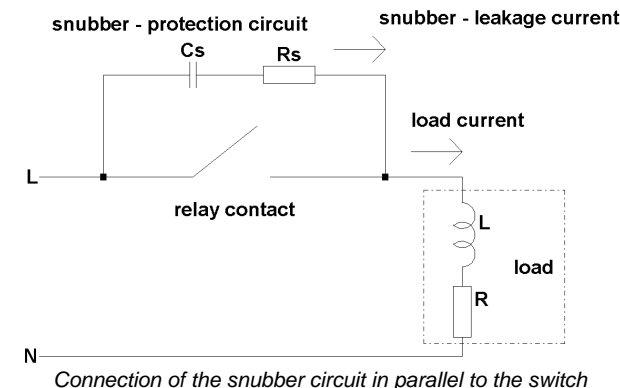 snubber - protection circuit
snubber - leakage current
Cs
Rs
load current
L
relay contact
L
load
R
N
Connection of the snubber circuit in parallel to the switch